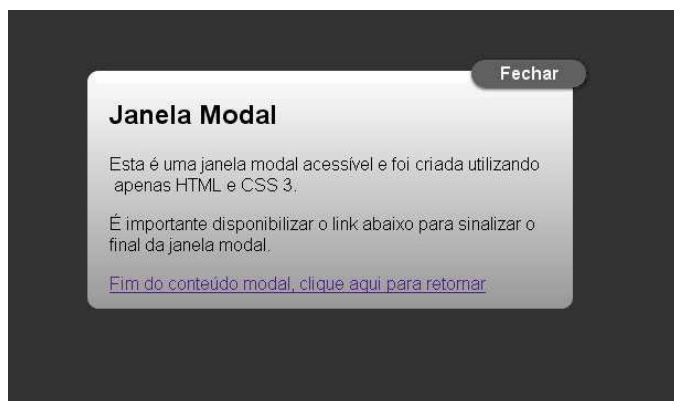 Fechar
Janela Modal
Esta é uma janela modal acessível e foi criada utilizando
apenas HTML e CSS 3.
É importante disponibilizar o link abaixo para sinalizar o
final da janela modal.
Fim do conteúdo modal, clique aqui para retornar